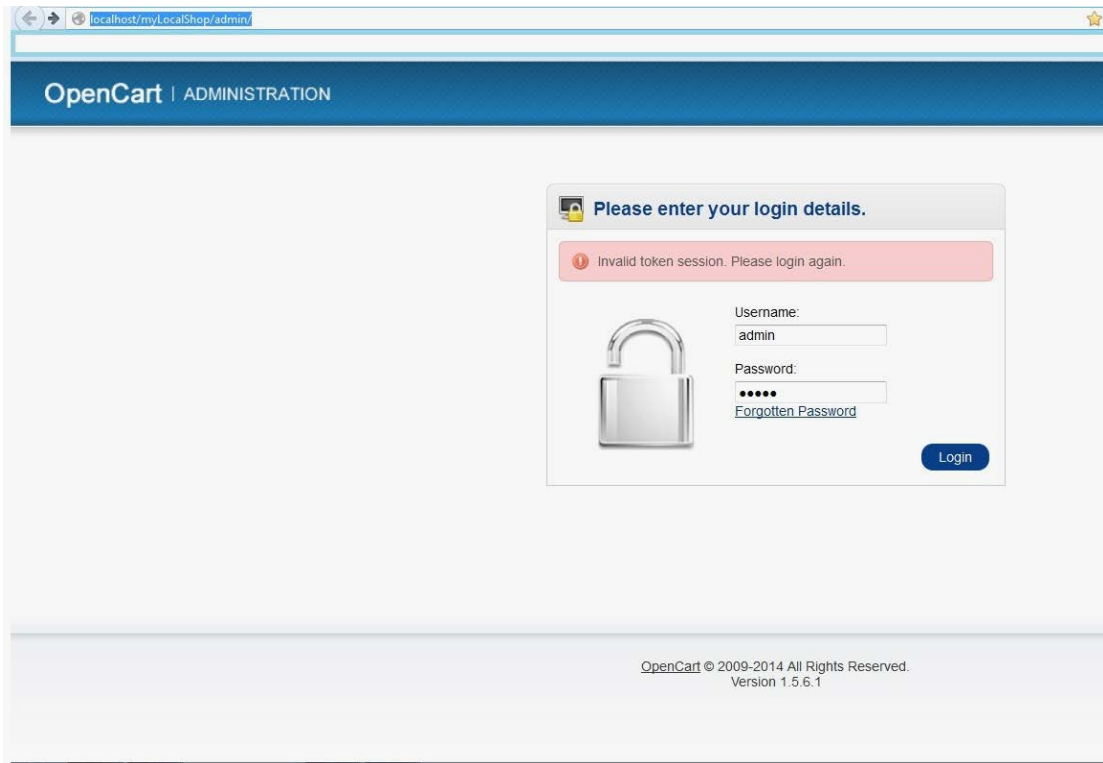 localhost/myLocalShop/admin/
OpenCart | ADMINISTRATION
Please enter your login details.
Invalid token session. Please login again.
Username:
admin
Password:
•••••
Forgotten Password
Login
OpenCart © 2009-2014 All Rights Reserved.
Version 1.5.6.1